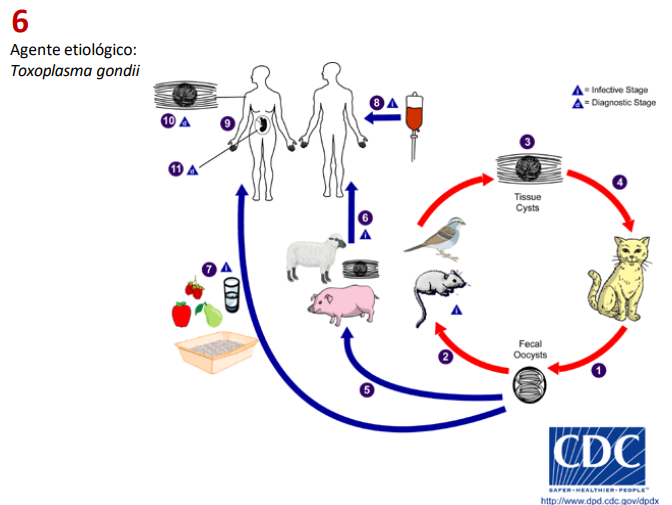 6
Agente etiológico:
Toxoplasma gondii
i = Infective Stage
d = Diagnostic Stage
8 i
10 d
9
3
11 d
Tissue
Cysts
4
6
i
7 i
i
Fecal
Oocysts
2
1
5
CDC
SAFER•HEALTHIER•PEOPLE™
http://www.dpd.cdc.gov/dpdx